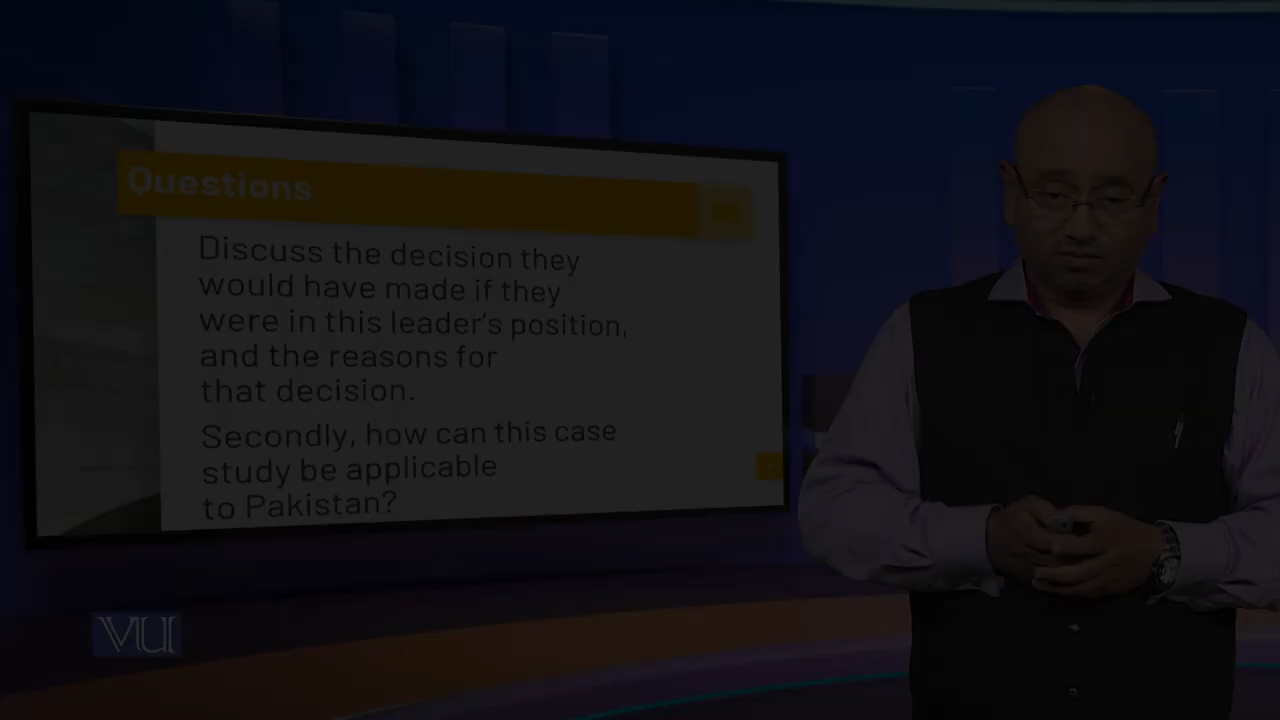 Questions
Discuss the decision they
would have made if they
were in this leader's position,
and the reasons for
that decision.
Secondly, how can this case
study be applicable
to Pakistan?
VU